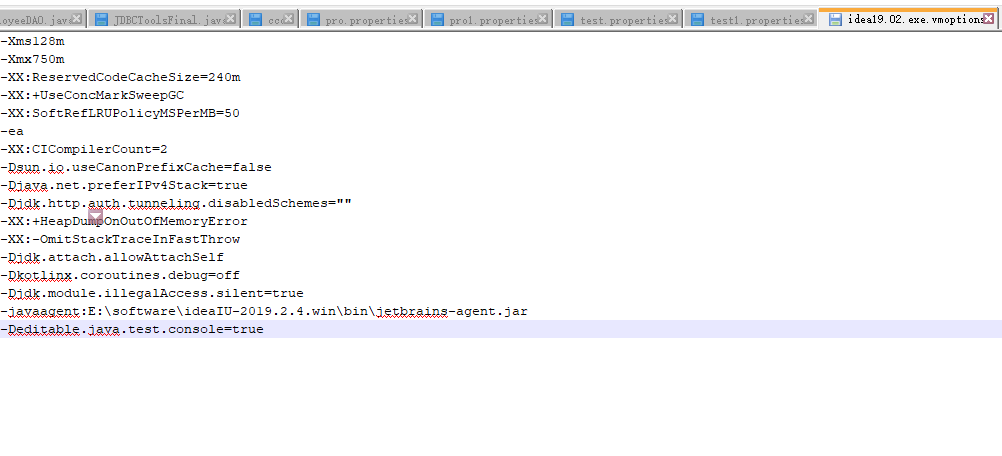 oyeeDAO.java JDBCToolsFinal.java cc pro.properties pro1.properties test.properties test1.properties idea19.02.exe.vmoptions
-Xms128m
-Xmx750m
-XX:ReservedCodeCacheSize=240m
-XX:+UseConcMarkSweepGC
-XX:SoftRefLRUPolicyMSPerMB=50
-ea
-XX:CICompilerCount=2
-Dsun.io.useCanonPrefixCache=false
-Djava.net.preferIPv4Stack=true
-Djdk.http.auth.tunneling.disabledSchemes=""
-XX:+HeapDumpOnOutOfMemoryError
-XX:-OmitStackTraceInFastThrow
-Djdk.attach.allowAttachSelf
-Dkotlinx.coroutines.debug=off
-Djdk.module.illegalAccess.silent=true
-javaagent:E:\software\ideaIU-2019.2.4.win\bin\jetbrains-agent.jar
-Deditable.java.test.console=true